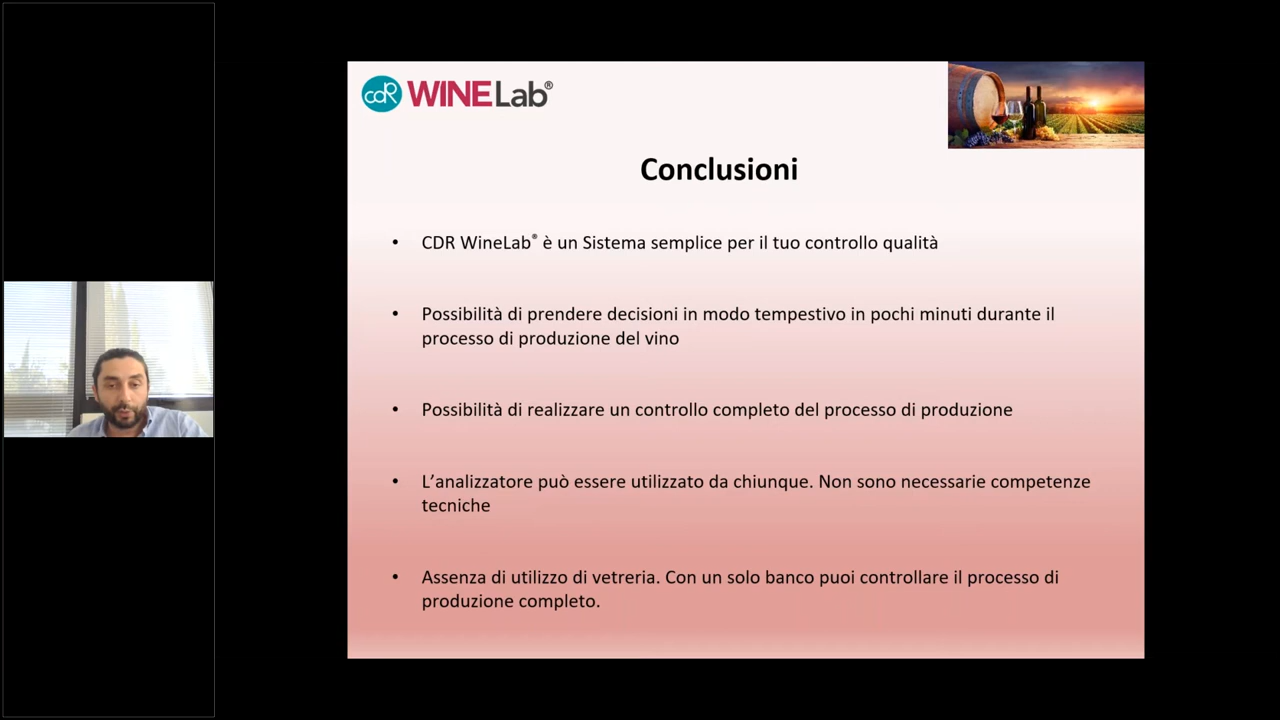 cdR WINELab®
Conclusioni
• CDR WineLab® è un Sistema semplice per il tuo controllo qualità
• Possibilità di prendere decisioni in modo tempestivo in pochi minuti durante il
processo di produzione del vino
• Possibilità di realizzare un controllo completo del processo di produzione
• L’analizzatore può essere utilizzato da chiunque. Non sono necessarie competenze
tecniche
• Assenza di utilizzo di vetreria. Con un solo banco puoi controllare il processo di
produzione completo.